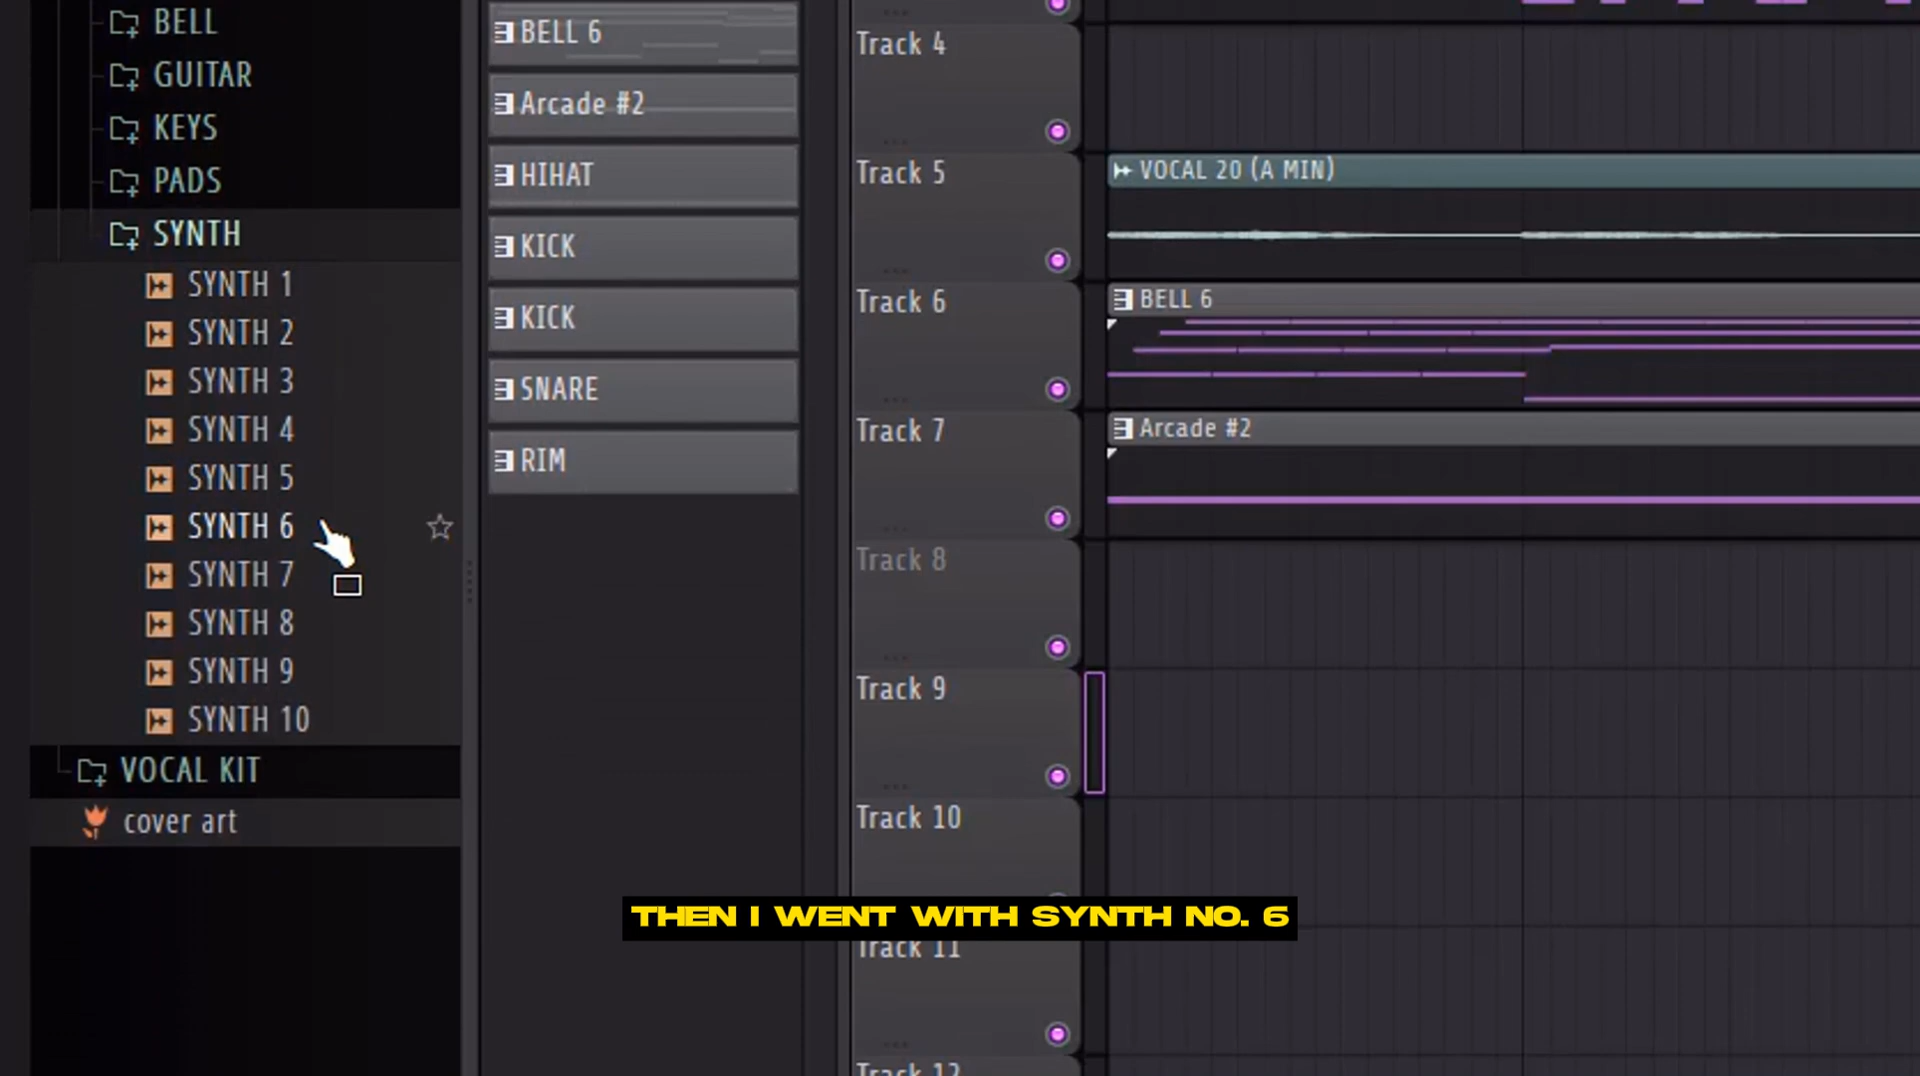 BELL
GUITAR
KEYS
PADS
SYNTH
SYNTH 1
SYNTH 2
SYNTH 3
SYNTH 4
SYNTH 5
SYNTH 6
SYNTH 7
SYNTH 8
SYNTH 9
SYNTH 10
VOCAL KIT
cover art
BELL 6
Arcade #2
HIHAT
KICK
KICK
SNARE
RIM
Track 4
Track 5
VOCAL 20 (A MIN)
Track 6
BELL 6
Track 7
Arcade #2
Track 8
Track 9
Track 10
THEN I WENT WITH SYNTH NO. 6
Track 11
Track 12